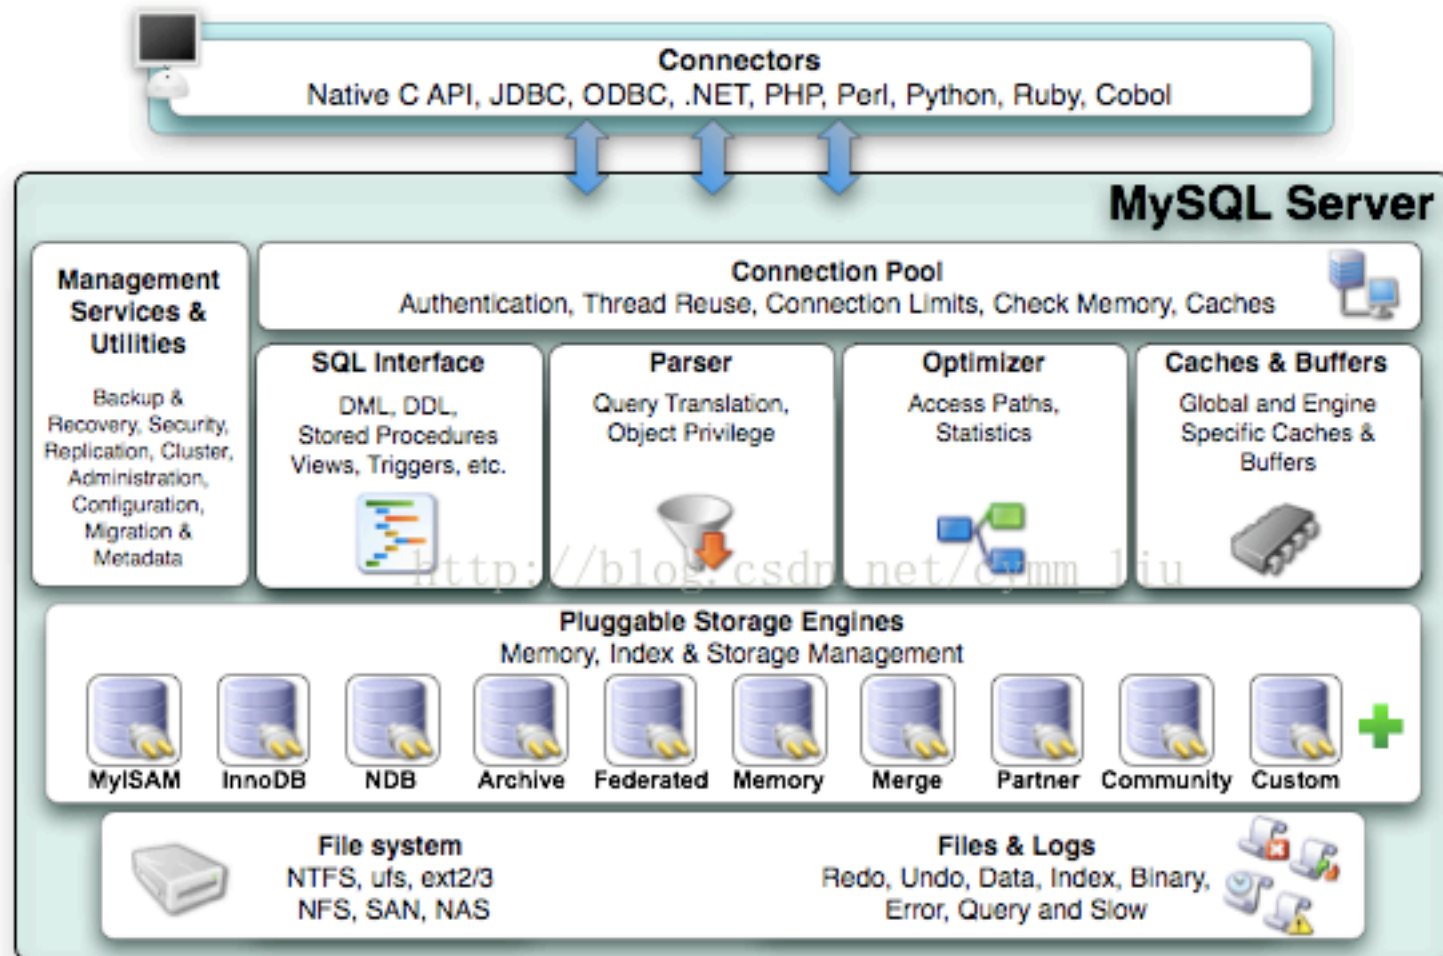 Connectors
Native C API, JDBC, ODBC, .NET, PHP, Perl, Python, Ruby, Cobol
MySQL Server
Management
Services &
Utilities
Backup &
Recovery, Security,
Replication, Cluster,
Administration,
Configuration,
Migration &
Metadata
Connection Pool
Authentication, Thread Reuse, Connection Limits, Check Memory, Caches
SQL Interface
DML, DDL,
Stored Procedures
Views, Triggers, etc.
Parser
Query Translation,
Object Privilege
Optimizer
Access Paths,
Statistics
Caches & Buffers
Global and Engine
Specific Caches &
Buffers
http://blog.csdn.net/cymm_liu
Pluggable Storage Engines
Memory, Index & Storage Management
MyISAM
InnoDB
NDB
Archive
Federated
Memory
Merge
Partner
Community
Custom
File system
NTFS, ufs, ext2/3
NFS, SAN, NAS
Files & Logs
Redo, Undo, Data, Index, Binary,
Error, Query and Slow